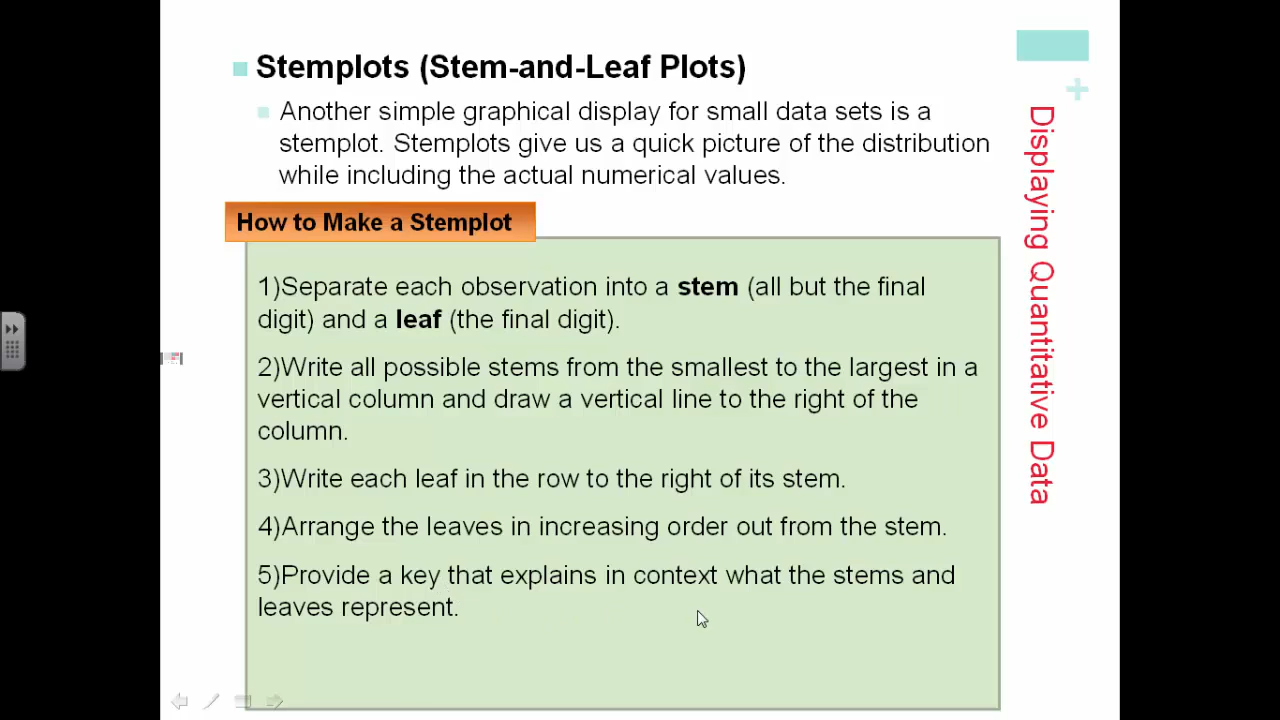 Stemplots (Stem-and-Leaf Plots)
Another simple graphical display for small data sets is a
stemplot. Stemplots give us a quick picture of the distribution
while including the actual numerical values.
How to Make a Stemplot
1)Separate each observation into a stem (all but the final
digit) and a leaf (the final digit).
2)Write all possible stems from the smallest to the largest in a
vertical column and draw a vertical line to the right of the
column.
3)Write each leaf in the row to the right of its stem.
4)Arrange the leaves in increasing order out from the stem.
5)Provide a key that explains in context what the stems and
leaves represent.
+
Displaying Quantitative Data